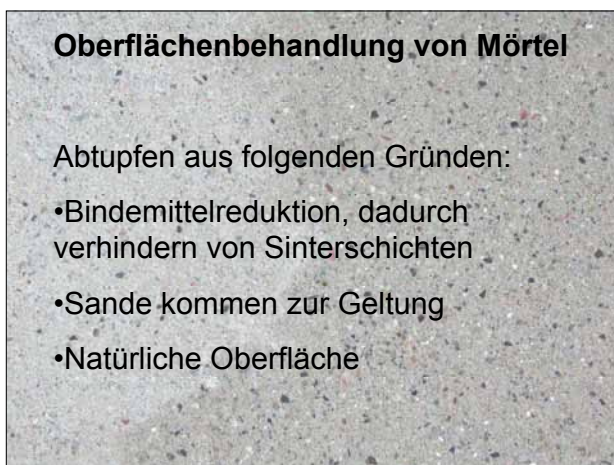 Oberflächenbehandlung von Mörtel
Abtupfen aus folgenden Gründen:
•Bindemittelreduktion, dadurch
verhindern von Sinterschichten
•Sande kommen zur Geltung
•Natürliche Oberfläche